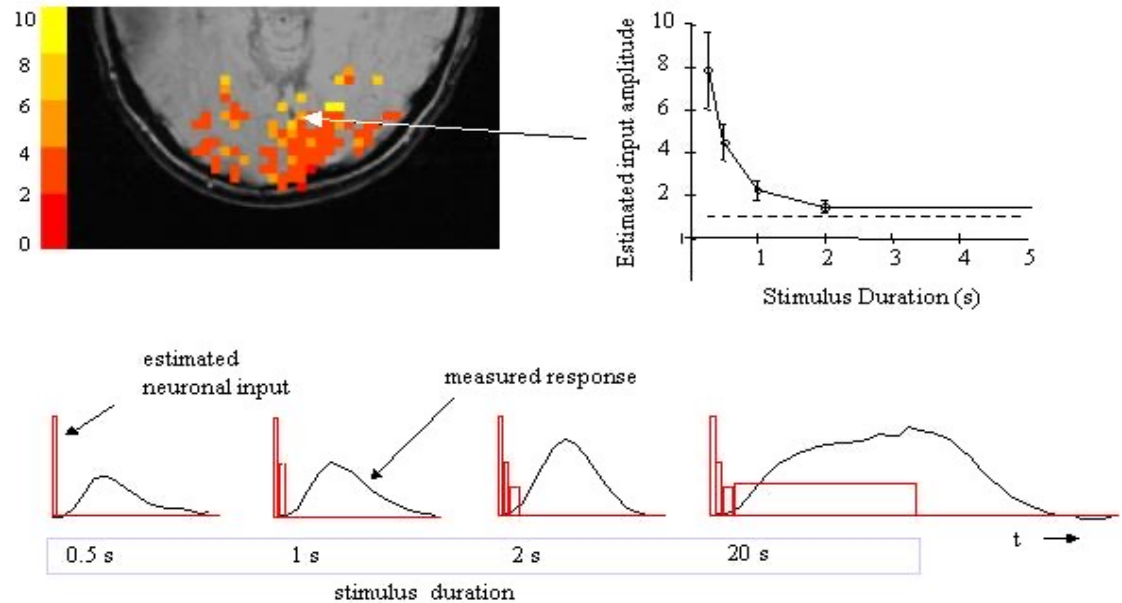 10
8
6
4
2
0
10
8
6
4
2
Estimated input amplitude
1 2 3 4 5
Stimulus Duration (s)
estimated
neuronal input
measured response
0.5 s 1 s 2 s 20 s
t
stimulus duration